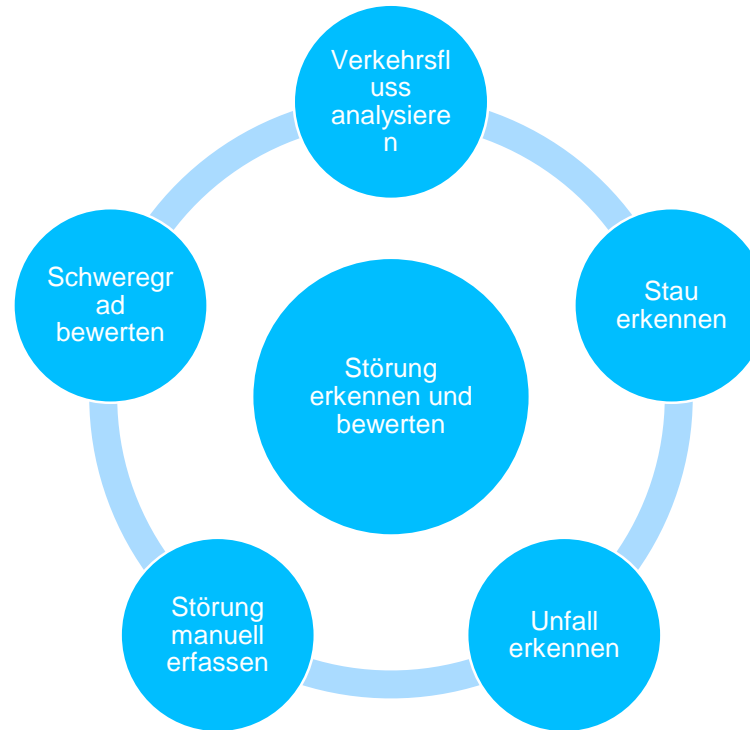 Verkehrsfl
uss
analysiere
n
Stau
erkennen
Unfall
erkennen
Störung
manuell
erfassen
Schweregr
ad
bewerten
Störung
erkennen und
bewerten